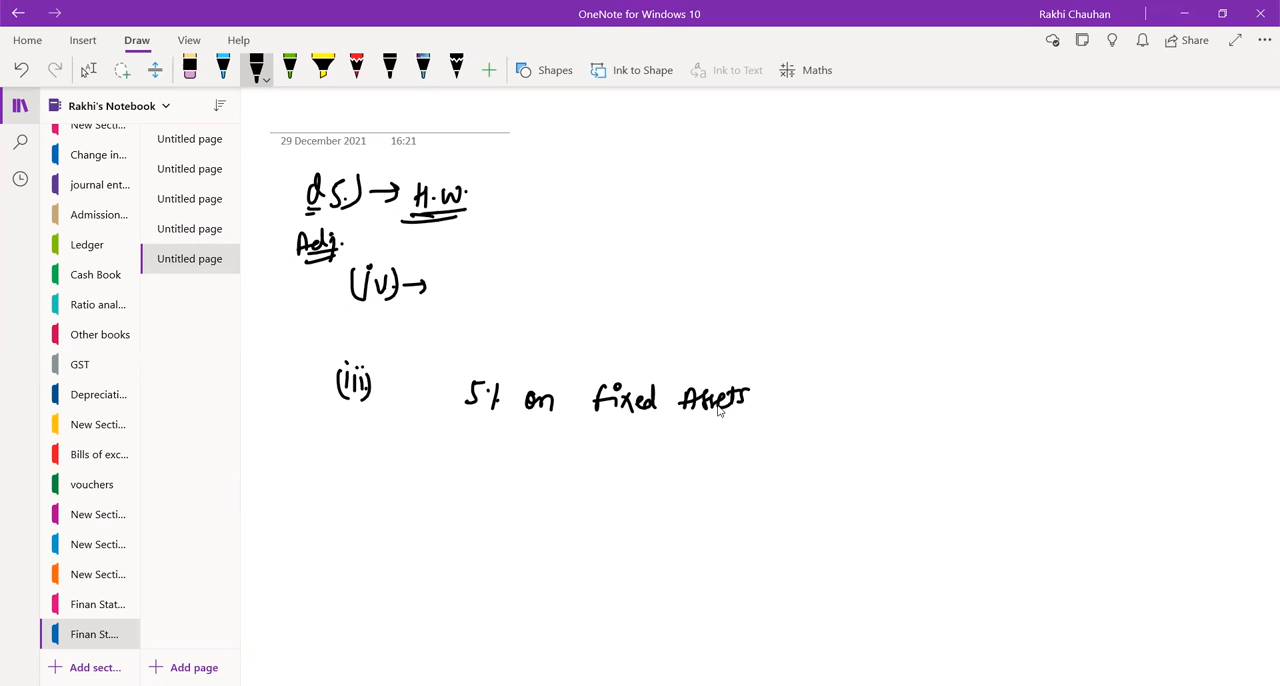 OneNote for Windows 10
Rakhi Chauhan
Home Insert Draw View Help
Share
Shapes Ink to Shape Ink to Text Maths
Rakhi's Notebook
New Secti...
Change in...
journal ent...
Admission...
Ledger
Cash Book
Ratio anal...
Other books
GST
Depreciati...
New Secti...
Bills of exc...
vouchers
New Secti...
New Secti...
New Secti...
Finan Stat...
Finan St....
Add sect...
Untitled page
Untitled page
Untitled page
Untitled page
Untitled page
Add page
29 December 2021 16:21
→ H.W.
Adj.
(iv) →
(iii)
5% on fixed Assets